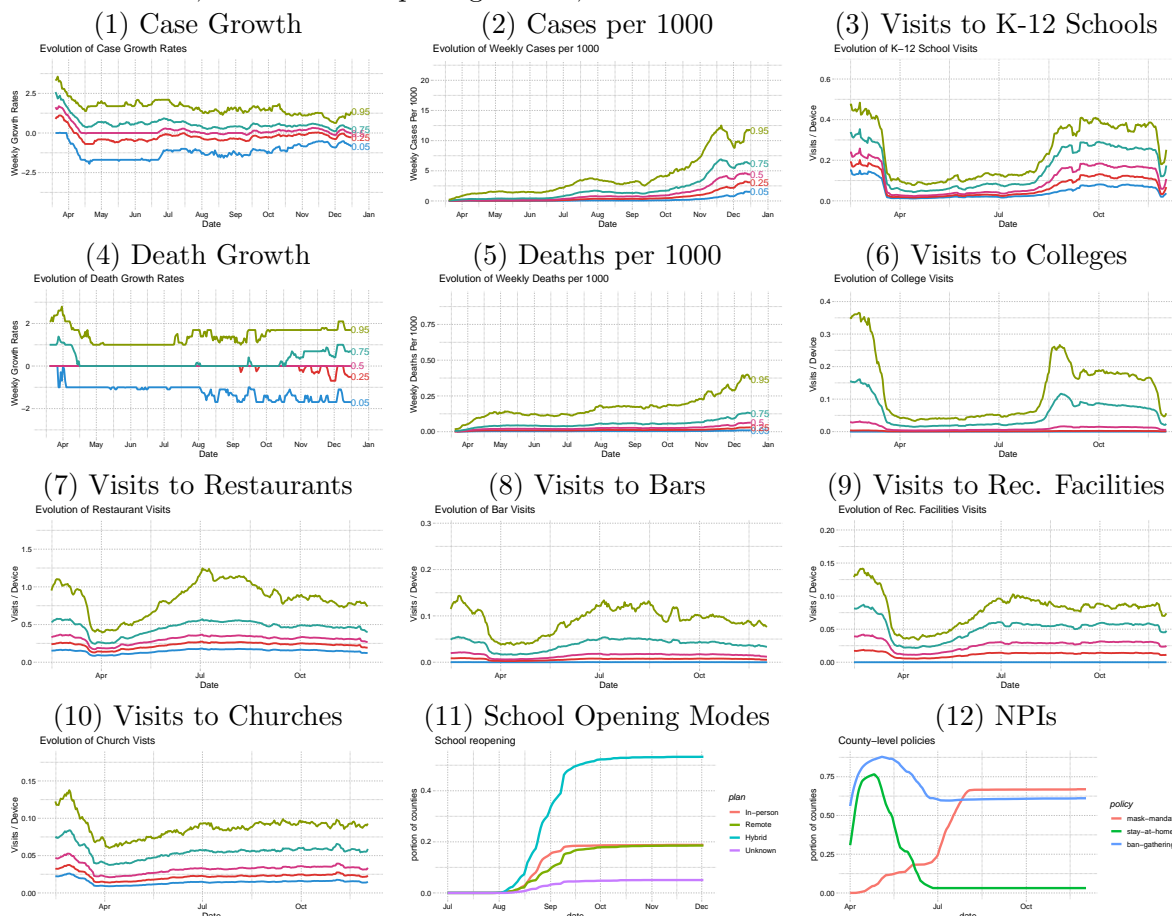 (1) Case Growth
Evolution of Case Growth Rates
Weekly Growth Rates
2.5
0.0
−2.5
0.95
0.75
0.25
0.05
Apr May Jun Jul Aug Sep Oct Nov Dec Jan
Date
(2) Cases per 1000
Evolution of Weekly Cases per 1000
Weekly Cases Per 1000
20
15
10
5
0
0.95
0.75
0.5
0.25
0.05
Apr May Jun Jul Aug Sep Oct Nov Dec Jan
Date
(3) Visits to K-12 Schools
Evolution of K−12 School Visits
Visits / Device
0.6
0.4
0.2
0.0
Apr Jul Oct
Date
(4) Death Growth
Evolution of Death Growth Rates
Weekly Growth Rates
2
0
−2
0.95
0.75
0.5
0.25
0.05
Apr May Jun Jul Aug Sep Oct Nov Dec Jan
Date
(5) Deaths per 1000
Evolution of Weekly Deaths per 1000
Weekly Deaths Per 1000
0.75
0.50
0.25
0.00
0.95
0.75
0.5
0.25
0.05
Apr May Jun Jul Aug Sep Oct Nov Dec Jan
Date
(6) Visits to Colleges
Evolution of College Visits
Visits / Device
0.4
0.3
0.2
0.1
0.0
Apr Jul Oct
Date
(7) Visits to Restaurants
Evolution of Restaurant Visits
Visits / Device
1.5
1.0
0.5
0.0
Apr Jul Oct
Date
(8) Visits to Bars
Evolution of Bar Visits
Visits / Device
0.3
0.2
0.1
0.0
Apr Jul Oct
Date
(9) Visits to Rec. Facilities
Evolution of Rec. Facilities Visits
Visits / Device
0.20
0.15
0.10
0.05
0.00
Apr Jul Oct
Date
(10) Visits to Churches
Evolution of Church Vists
Visits / Device
0.15
0.10
0.05
0.00
Apr Jul Oct
Date
(11) School Opening Modes
School reopening
portion of counties
0.4
0.2
0.0
Jul Aug Sep Oct Nov Dec
date
plan
In−person
Remote
Hybrid
Unknown
(12) NPIs
County−level policies
portion of counties
0.75
0.50
0.25
0.00
Apr Jul Oct
date
policy
mask−manda
stay−at−home
ban−gathering